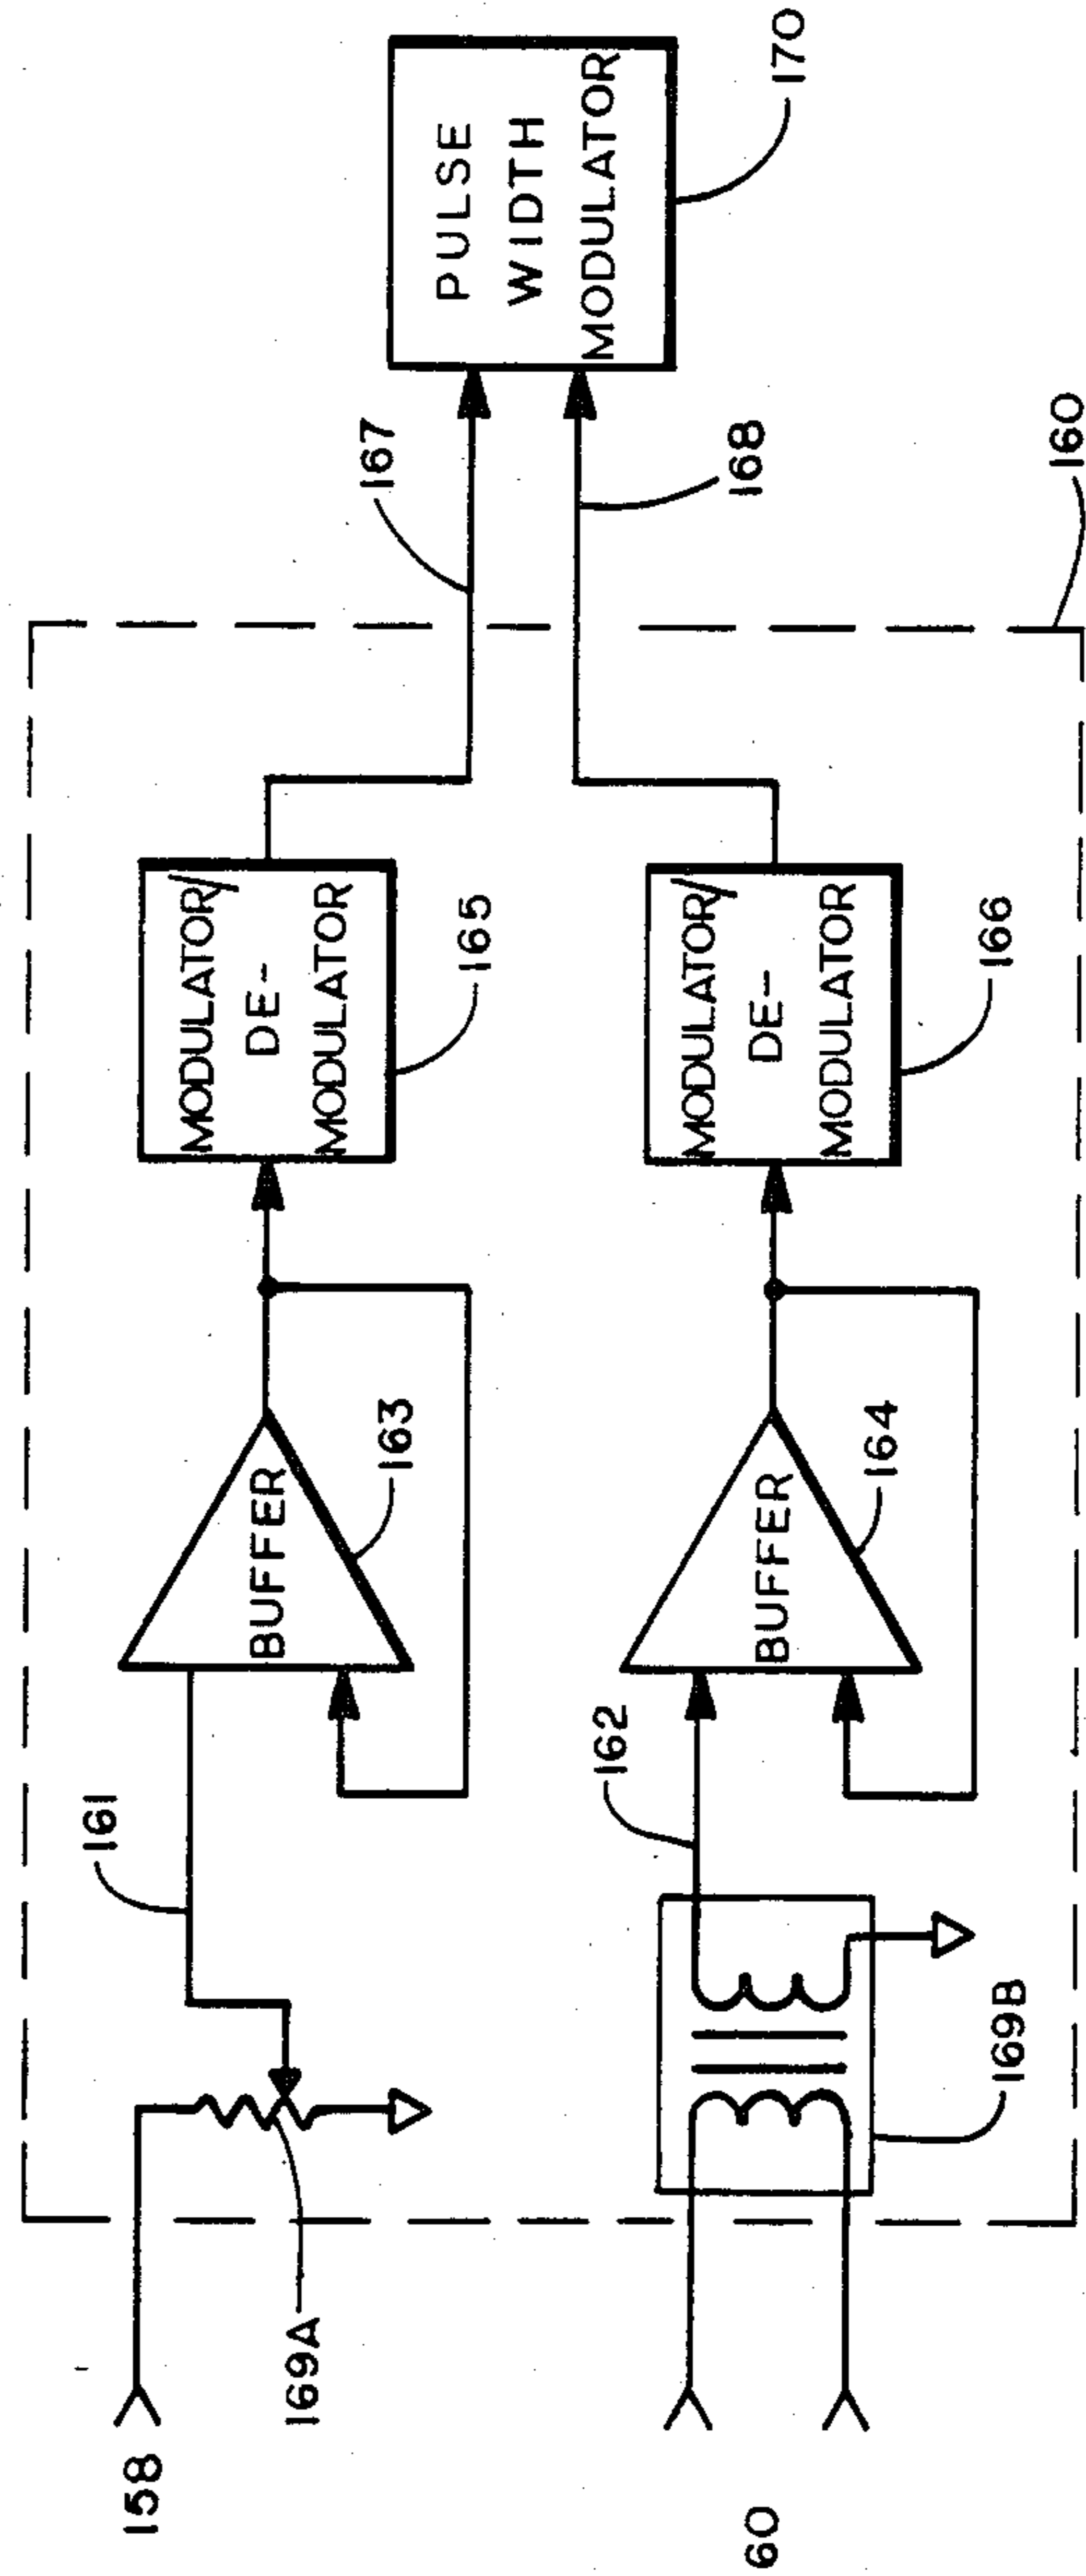 158
169A
161
BUFFER
163
MODULATOR/
DE-
MODULATOR
165
167
PULSE
WIDTH
MODULATOR
170
60
169B
162
BUFFER
164
MODULATOR/
DE-
MODULATOR
166
168
160